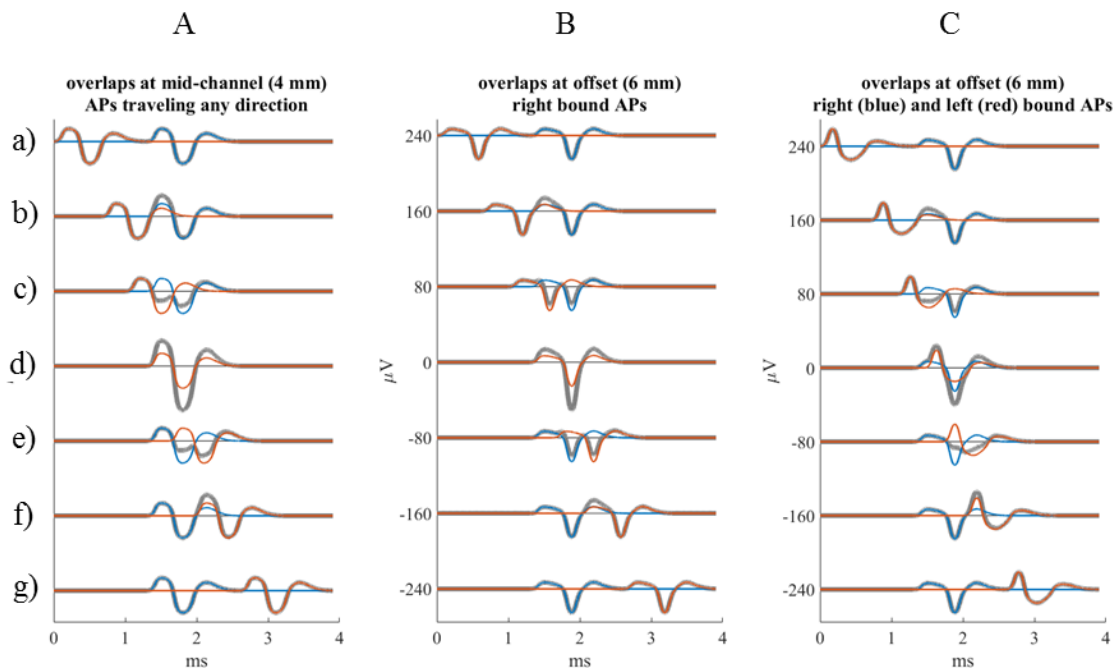 A
B
C
overlaps at mid-channel (4 mm)
APs traveling any direction
overlaps at offset (6 mm)
right bound APs
overlaps at offset (6 mm)
right (blue) and left (red) bound APs
a)
b)
c)
d)
e)
f)
g)
240
160
80
0
-80
-160
-240
µV
240
160
80
0
-80
-160
-240
µV
0 1 2 3 4
ms
0 1 2 3 4
ms
0 1 2 3 4
ms